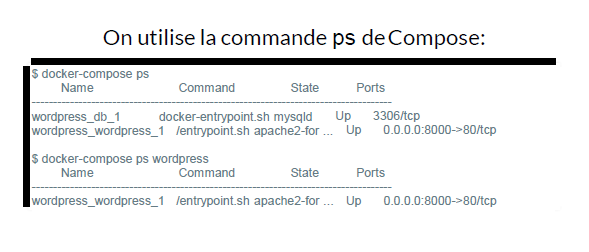 On utilise la commande ps de Compose:
$ docker-compose ps
Name Command State Ports
--------------------------------------------------------------------------------------------
wordpress_db_1 docker-entrypoint.sh mysqld Up 3306/tcp
wordpress_wordpress_1 /entrypoint.sh apache2-for ... Up 0.0.0.0:8000->80/tcp
$ docker-compose ps wordpress
Name Command State Ports
--------------------------------------------------------------------------------------------
wordpress_wordpress_1 /entrypoint.sh apache2-for ... Up 0.0.0.0:8000->80/tcp